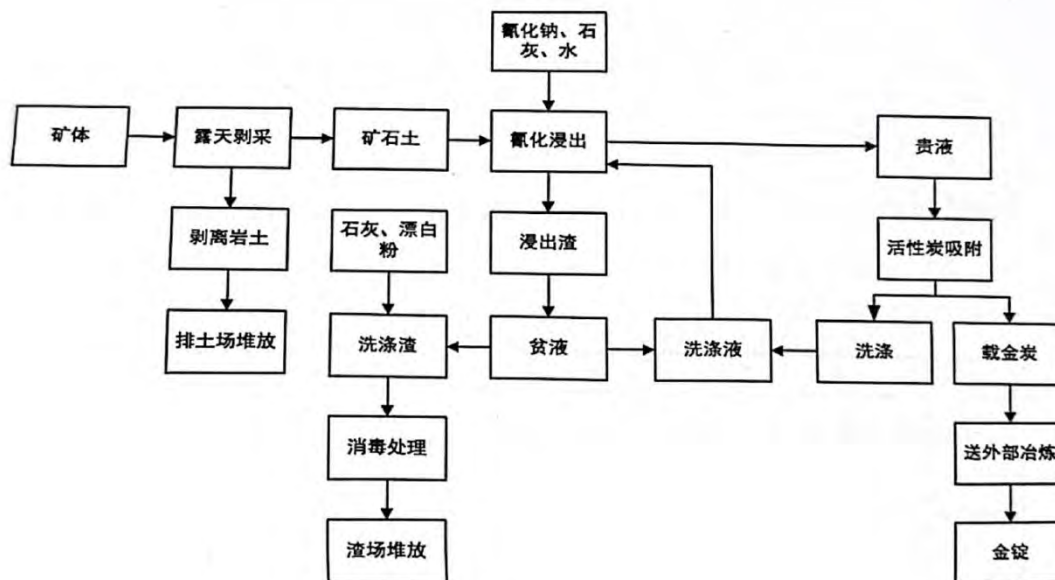 氰化钠、石
灰、水
矿体
露天剥采
矿石土
氰化浸出
贵液
剥离岩土
石灰、漂白
粉
浸出渣
活性炭吸附
排土场堆放
洗涤渣
贫液
洗涤液
洗涤
载金炭
消毒处理
送外部冶炼
渣场堆放
金锭